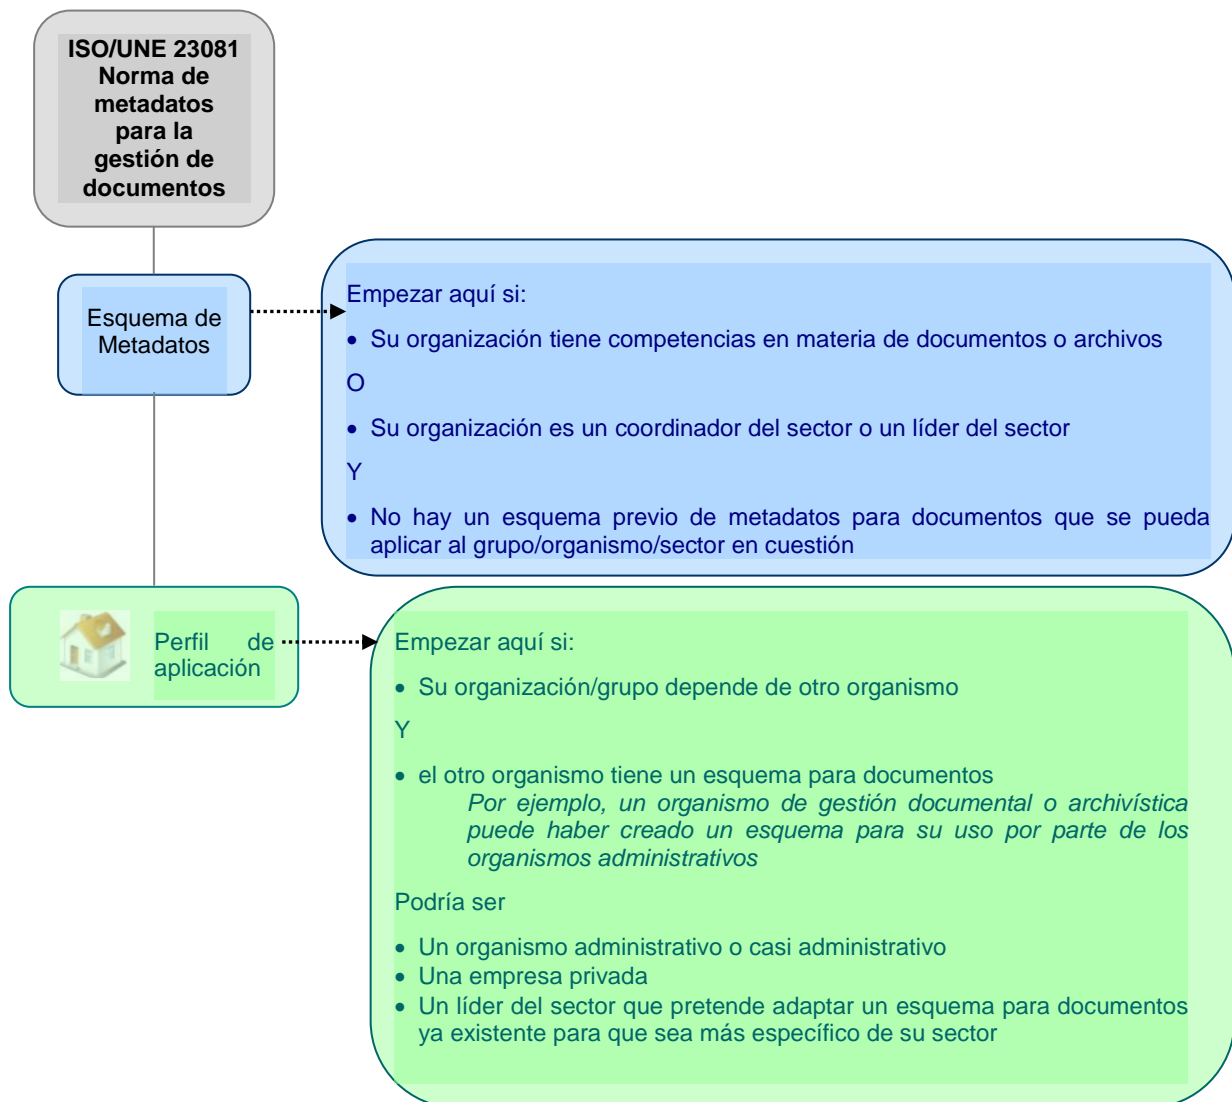 ISO/UNE 23081
Norma de
metadatos
para la
gestión de
documentos
Esquema de
Metadatos
Empezar aquí si:
• Su organización tiene competencias en materia de documentos o archivos
O
• Su organización es un coordinador del sector o un líder del sector
Y
• No hay un esquema previo de metadatos para documentos que se pueda
aplicar al grupo/organismo/sector en cuestión
Perfil de
aplicación
Empezar aquí si:
• Su organización/grupo depende de otro organismo
Y
• el otro organismo tiene un esquema para documentos
Por ejemplo, un organismo de gestión documental o archivística
puede haber creado un esquema para su uso por parte de los
organismos administrativos
Podría ser
• Un organismo administrativo o casi administrativo
• Una empresa privada
• Un líder del sector que pretende adaptar un esquema para documentos
ya existente para que sea más específico de su sector